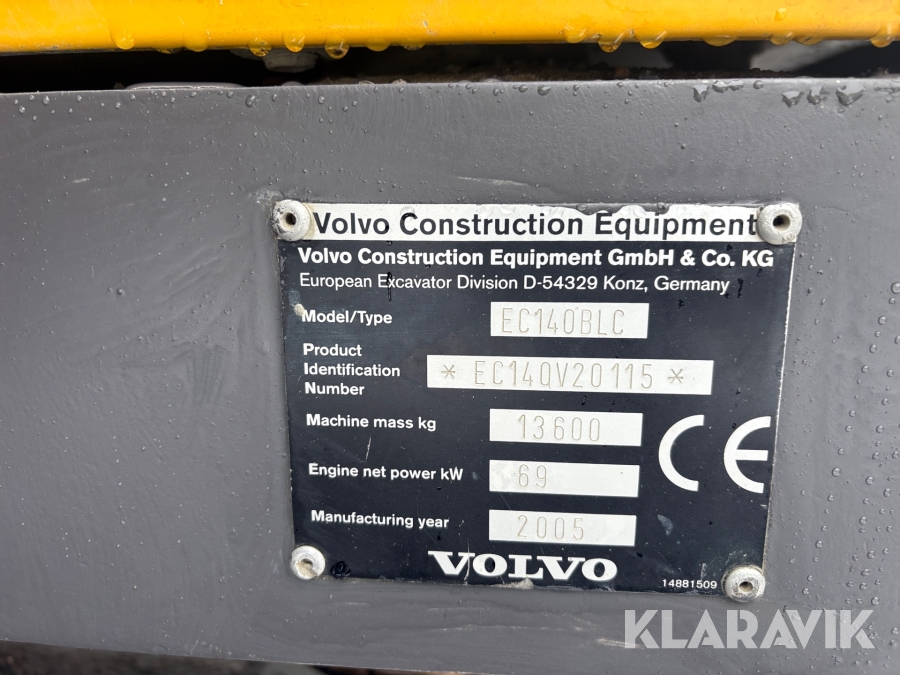 Volvo Construction Equipment
Volvo Construction Equipment GmbH & Co. KG
European Excavator Division D-54329 Konz, Germany
Model/Type EC140BLC
Product
Identification
Number * EC140V20115 *
Machine mass kg 13600
Engine net power kW 69
Manufacturing year 2005
CE
VOLVO
14881509
KLARAVIK